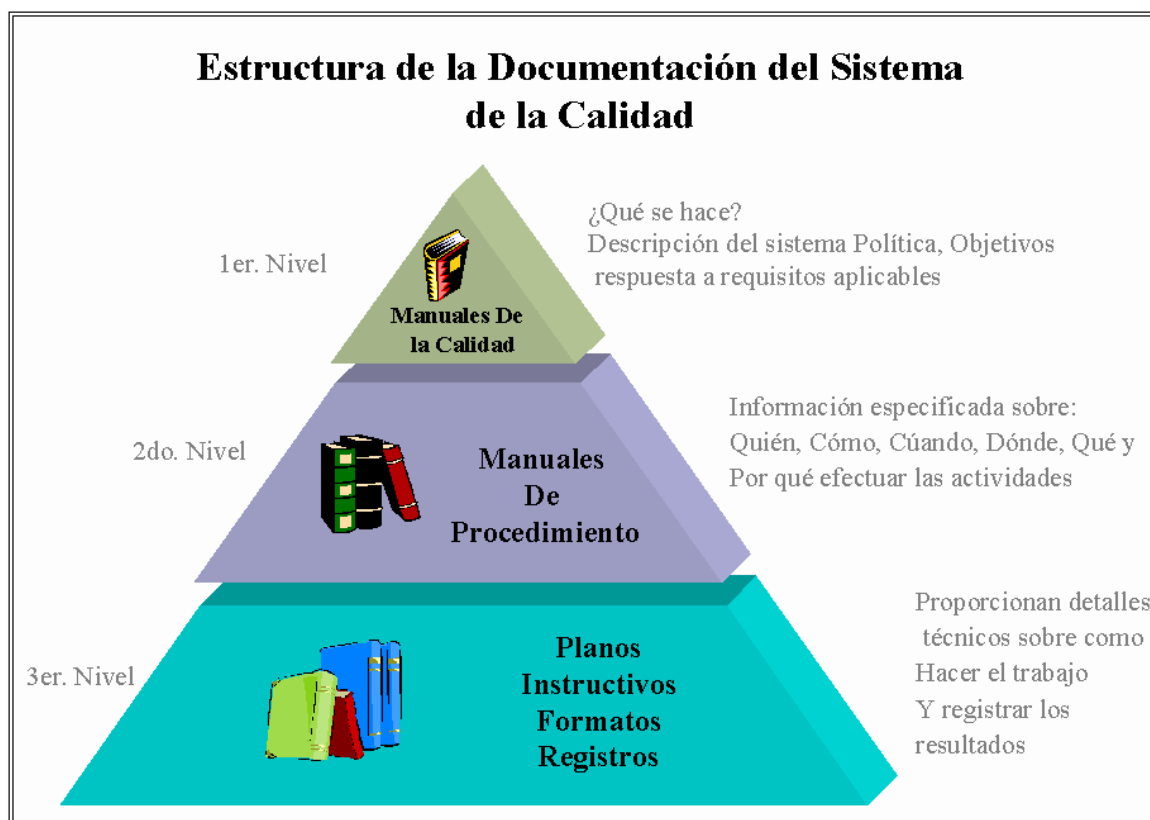 Estructura de la Documentación del Sistema
de la Calidad
1er. Nivel
Manuales De
la Calidad
¿Qué se hace?
Descripción del sistema Política, Objetivos
respuesta a requisitos aplicables
2do. Nivel
Manuales
De
Procedimiento
Información especificada sobre:
Quién, Cómo, Cúando, Dónde, Qué y
Por qué efectuar las actividades
3er. Nivel
Planos
Instructivos
Formatos
Registros
Proporcionan detalles
técnicos sobre como
Hacer el trabajo
Y registrar los
resultados